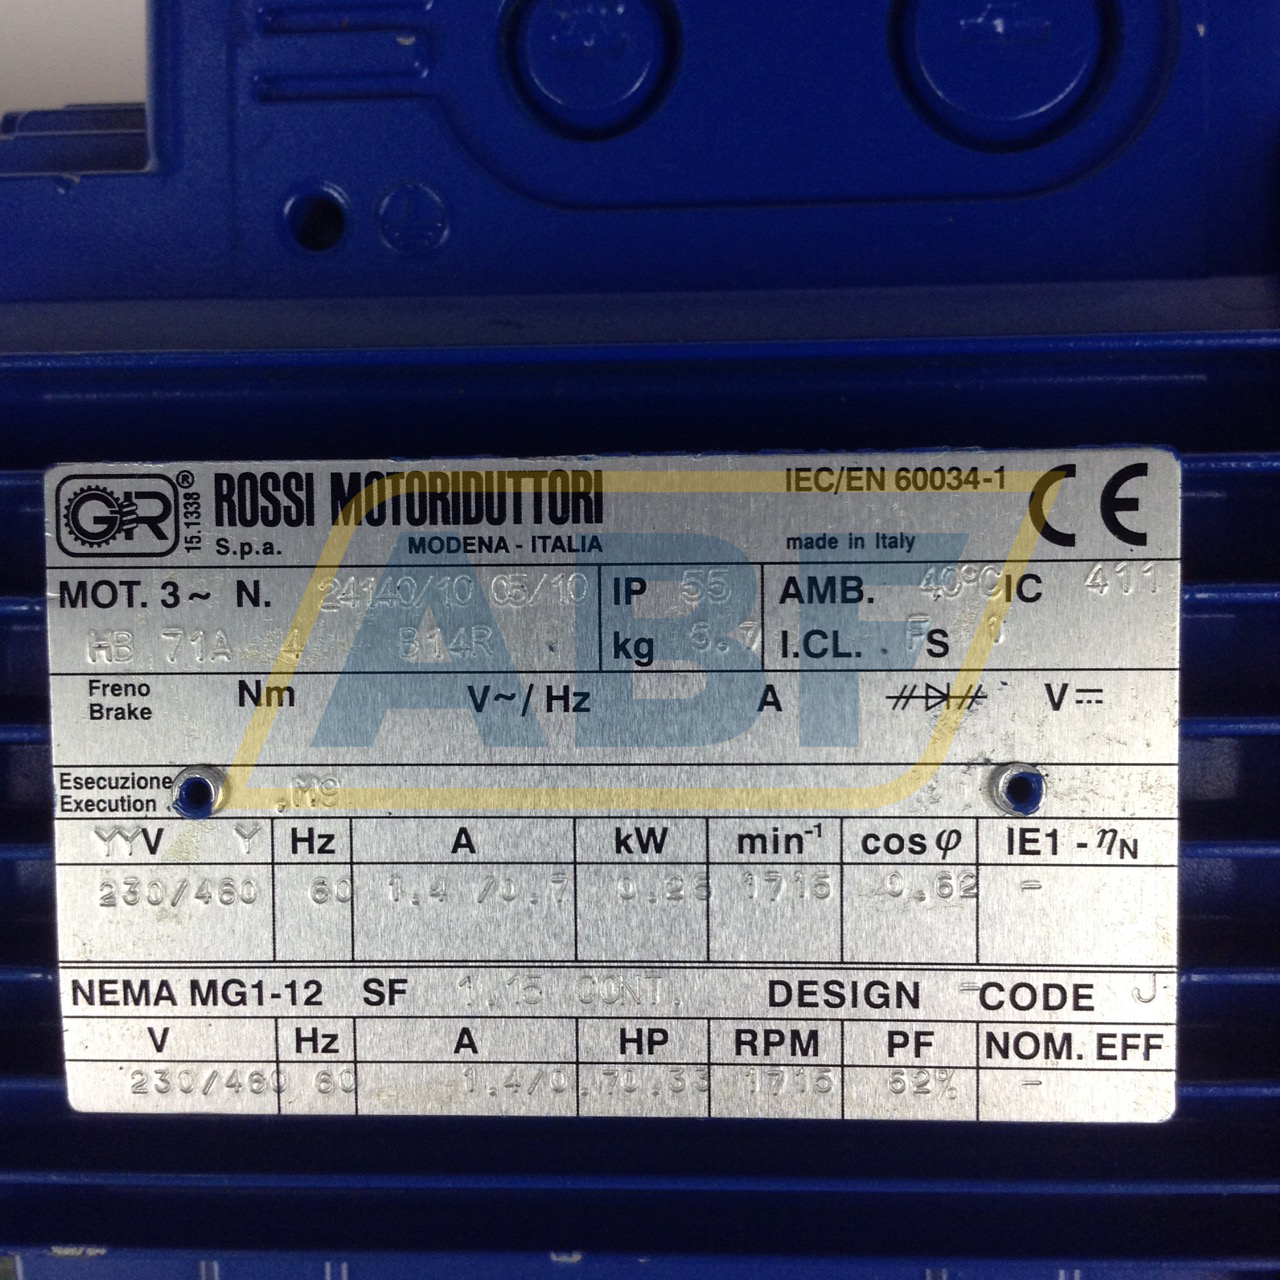 GR ® 15.1338 ROSSI MOTORIDUTTORI IEC/EN 60034-1 CE
S.p.a. MODENA - ITALIA made in Italy
MOT. 3~ N. 24140/10 05/10 IP 55 AMB. 40°C IC 411
HB 71A 4 B14R kg 5.7 I.CL. F S 1
Freno Nm V~/Hz A V
Brake
Esecuzione
Execution .M9
YYV Y Hz A kW min-1 cos φ IE1 - ηN
230/460 60 1.4 /0.7 0.25 1715 0.62 -
NEMA MG1-12 SF 1.15 CONT. DESIGN - CODE J
V Hz A HP RPM PF NOM. EFF
230/460 60 1.4/0.7 0.33 1715 62% -
ABF